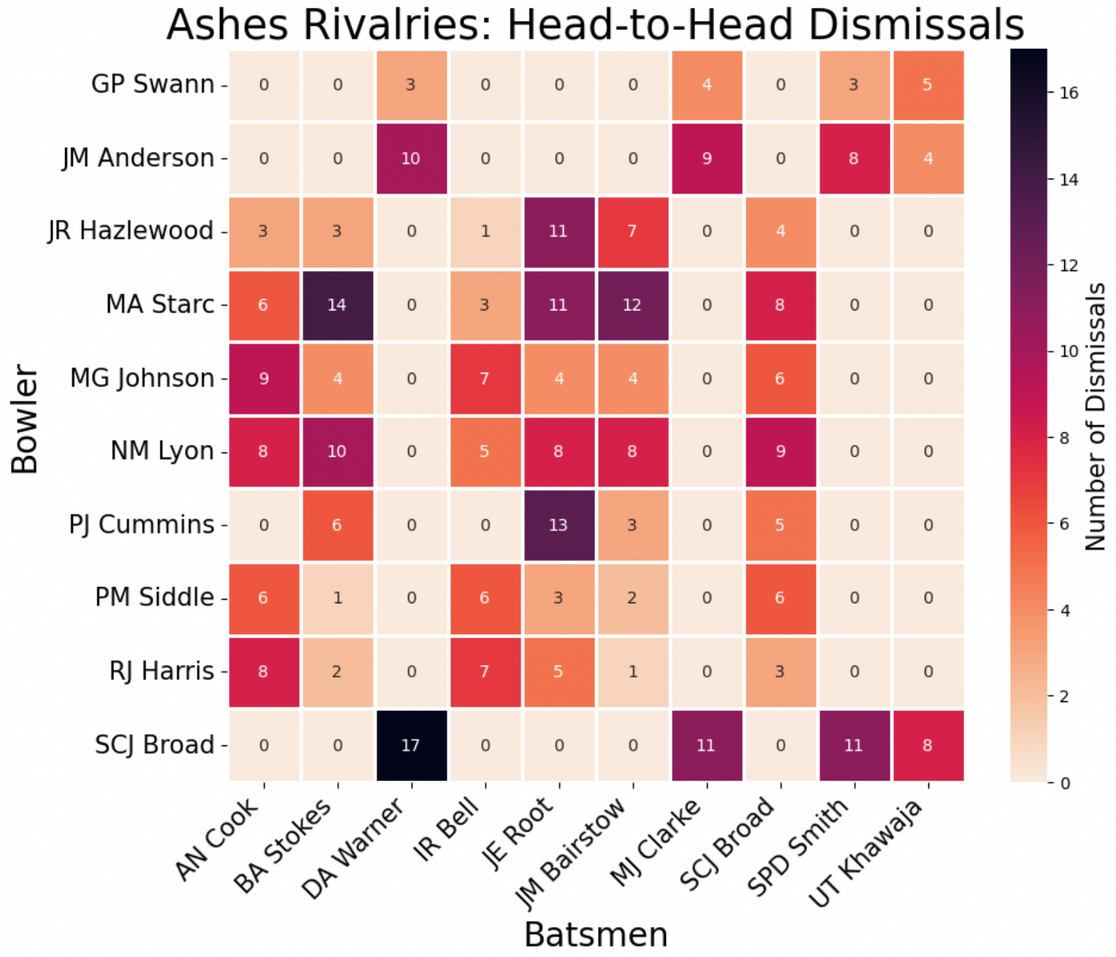 Ashes Rivalries: Head-to-Head Dismissals
GP Swann 0 0 3 0 0 0 4 0 3 5
JM Anderson 0 0 10 0 0 0 9 0 8 4
JR Hazlewood 3 3 0 1 11 7 0 4 0 0
MA Starc 6 14 0 3 11 12 0 8 0 0
MG Johnson 9 4 0 7 4 4 0 6 0 0
NM Lyon 8 10 0 5 8 8 0 9 0 0
PJ Cummins 0 6 0 0 13 3 0 5 0 0
PM Siddle 6 1 0 6 3 2 0 6 0 0
RJ Harris 8 2 0 7 5 1 0 3 0 0
SCJ Broad 0 0 17 0 0 0 11 0 11 8
Bowler
AN Cook
BA Stokes
DA Warner
IR Bell
JE Root
JM Bairstow
MJ Clarke
SCJ Broad
SPD Smith
UT Khawaja
Batsmen
16
14
12
10
8
6
4
2
0
Number of Dismissals